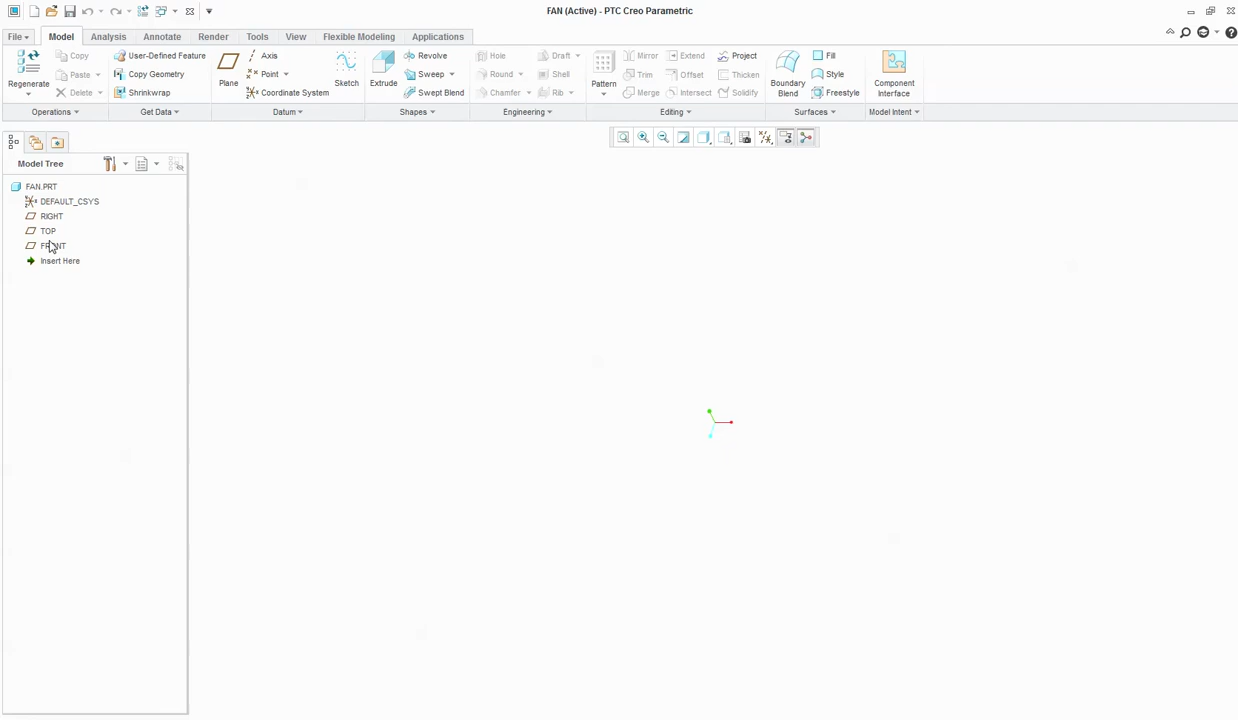 FAN (Active) - PTC Creo Parametric
File
Model
Analysis
Annotate
Render
Tools
View
Flexible Modeling
Applications
Regenerate
Copy
Paste
Delete
User-Defined Feature
Copy Geometry
Shrinkwrap
Plane
Axis
Point
Coordinate System
Sketch
Extrude
Revolve
Sweep
Swept Blend
Hole
Round
Chamfer
Draft
Shell
Rib
Pattern
Mirror
Trim
Merge
Extend
Offset
Intersect
Project
Thicken
Solidify
Boundary
Blend
Fill
Style
Freestyle
Component
Interface
Operations
Get Data
Datum
Shapes
Engineering
Editing
Surfaces
Model Intent
Model Tree
FAN.PRT
DEFAULT_CSYS
RIGHT
TOP
FRONT
Insert Here